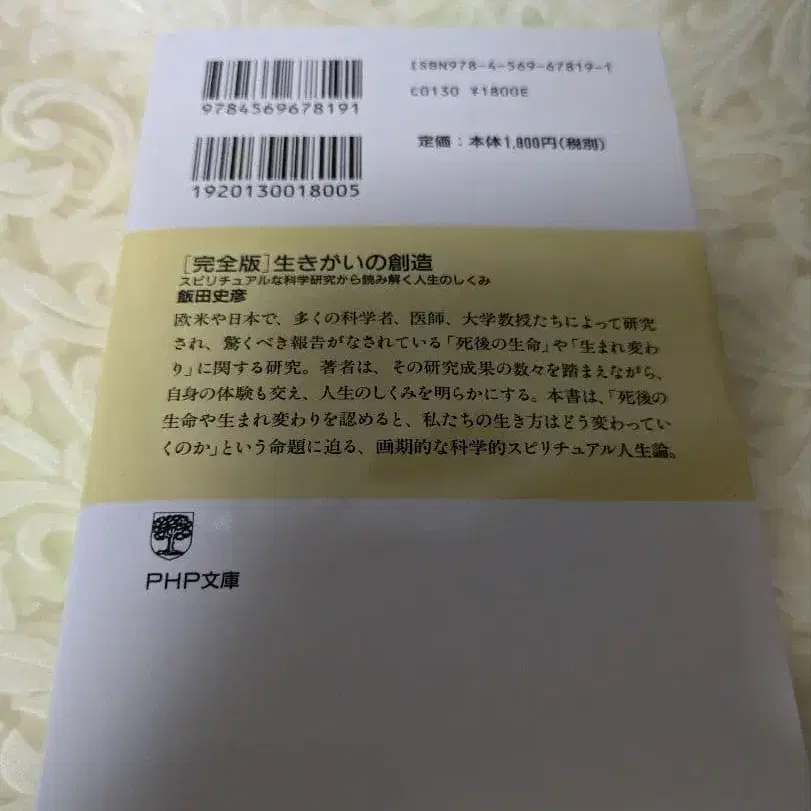 9784569678191
ISBN978-4-569-67819-1
C0130 ¥1800E
1920130018005
定価：本体1,800円(税別)
[完全版]生きがいの創造
スピリチュアルな科学研究から読み解く人生のしくみ
飯田史彦
欧米や日本で、多くの科学者、医師、大学教授たちによって研究
され、驚くべき報告がなされている「死後の生命」や「生まれ変わ
り」に関する研究。著者は、その研究成果の数々を踏まえながら、
自身の体験も交え、人生のしくみを明らかにする。本書は、「死後の
生命や生まれ変わりを認めると、私たちの生き方はどう変わってい
くのか」という命題に迫る、画期的な科学的スピリチュアル人生論。
PHP文庫